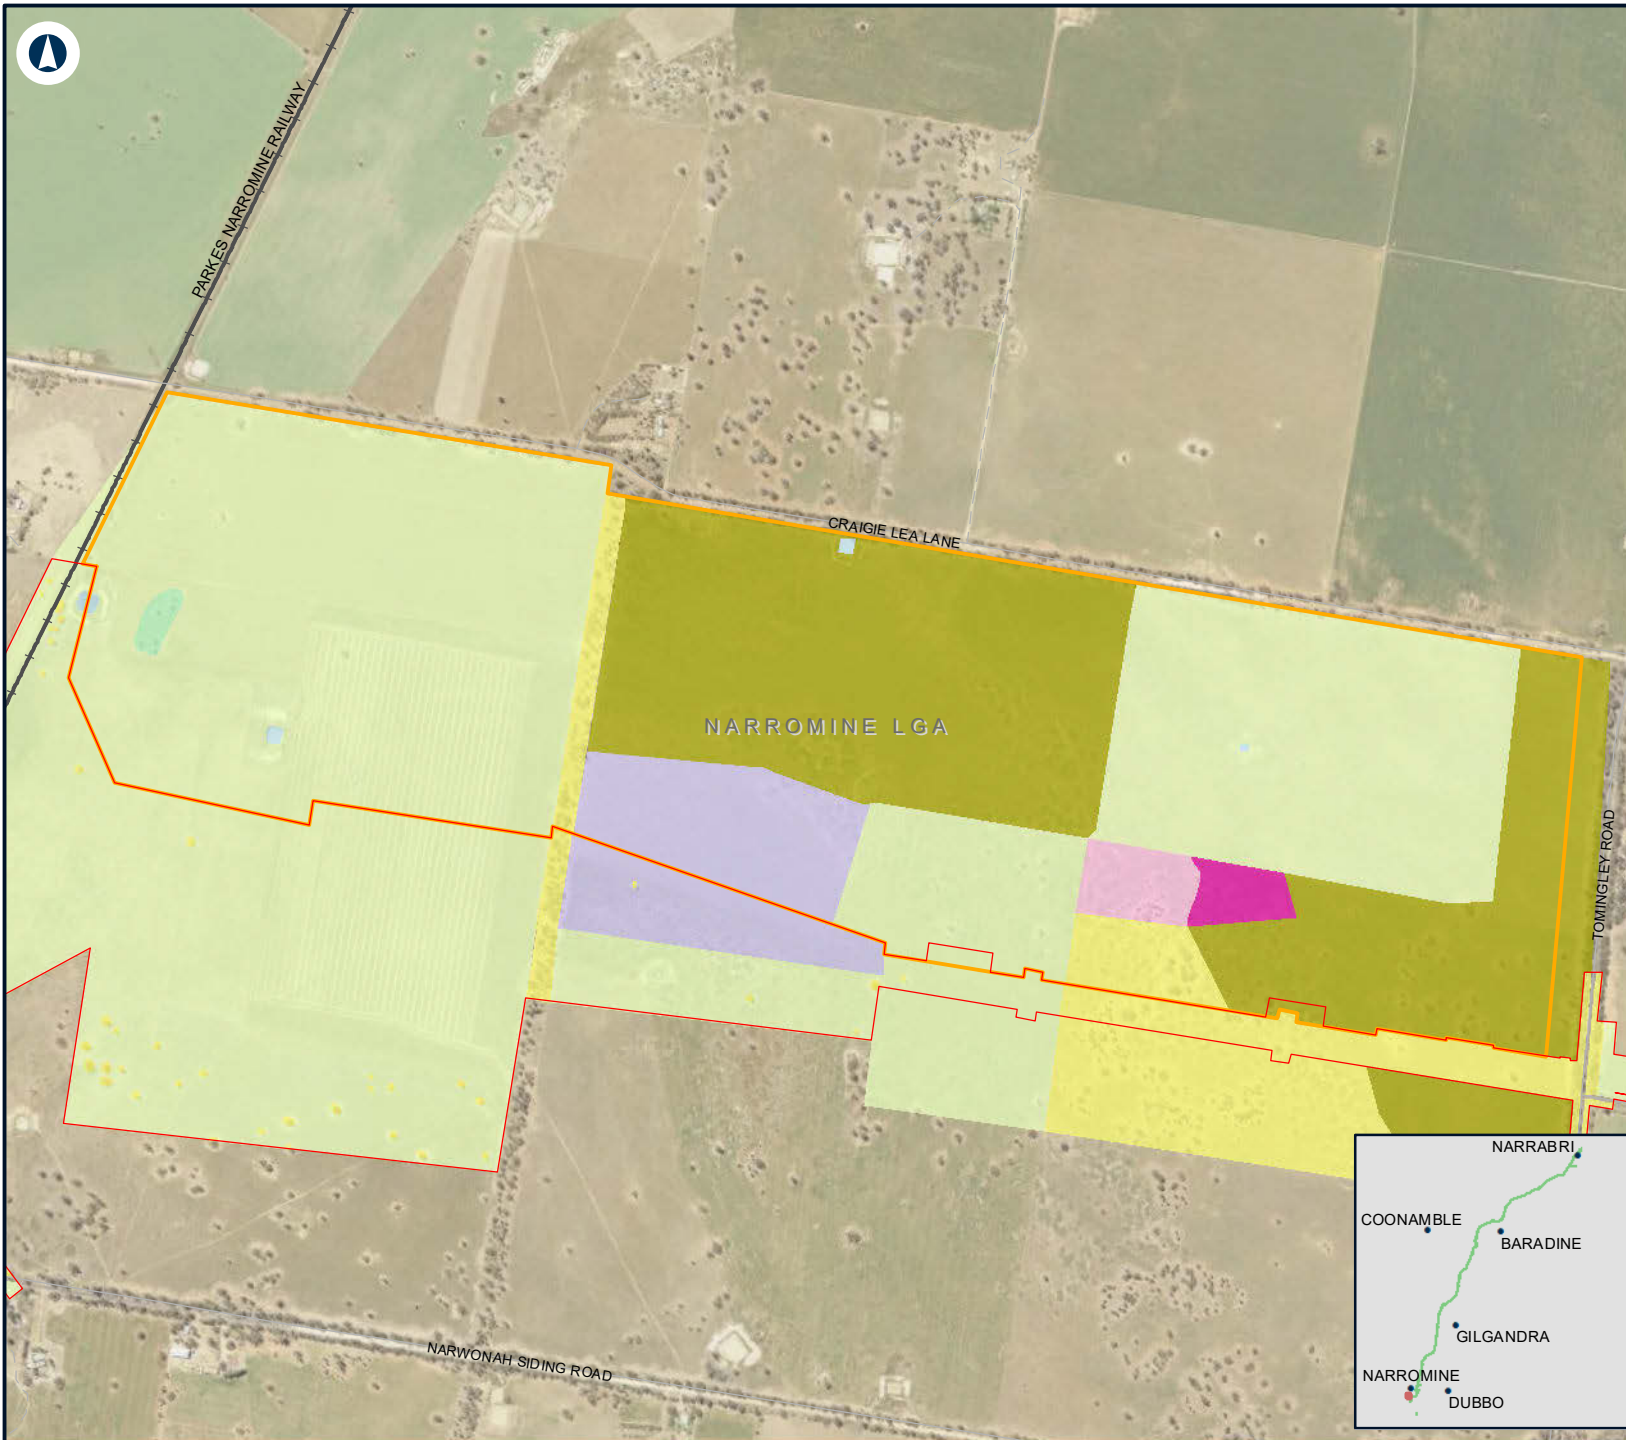 PARKES NARROMINE RAILWAY
CRAIGIE LEA LANE
NARROMINE LGA
TOMINGLEY ROAD
NARWONAH SIDING ROAD
NARRABRI
COONAMBLE
BARADINE
GILGANDRA
NARROMINE
DUBBO